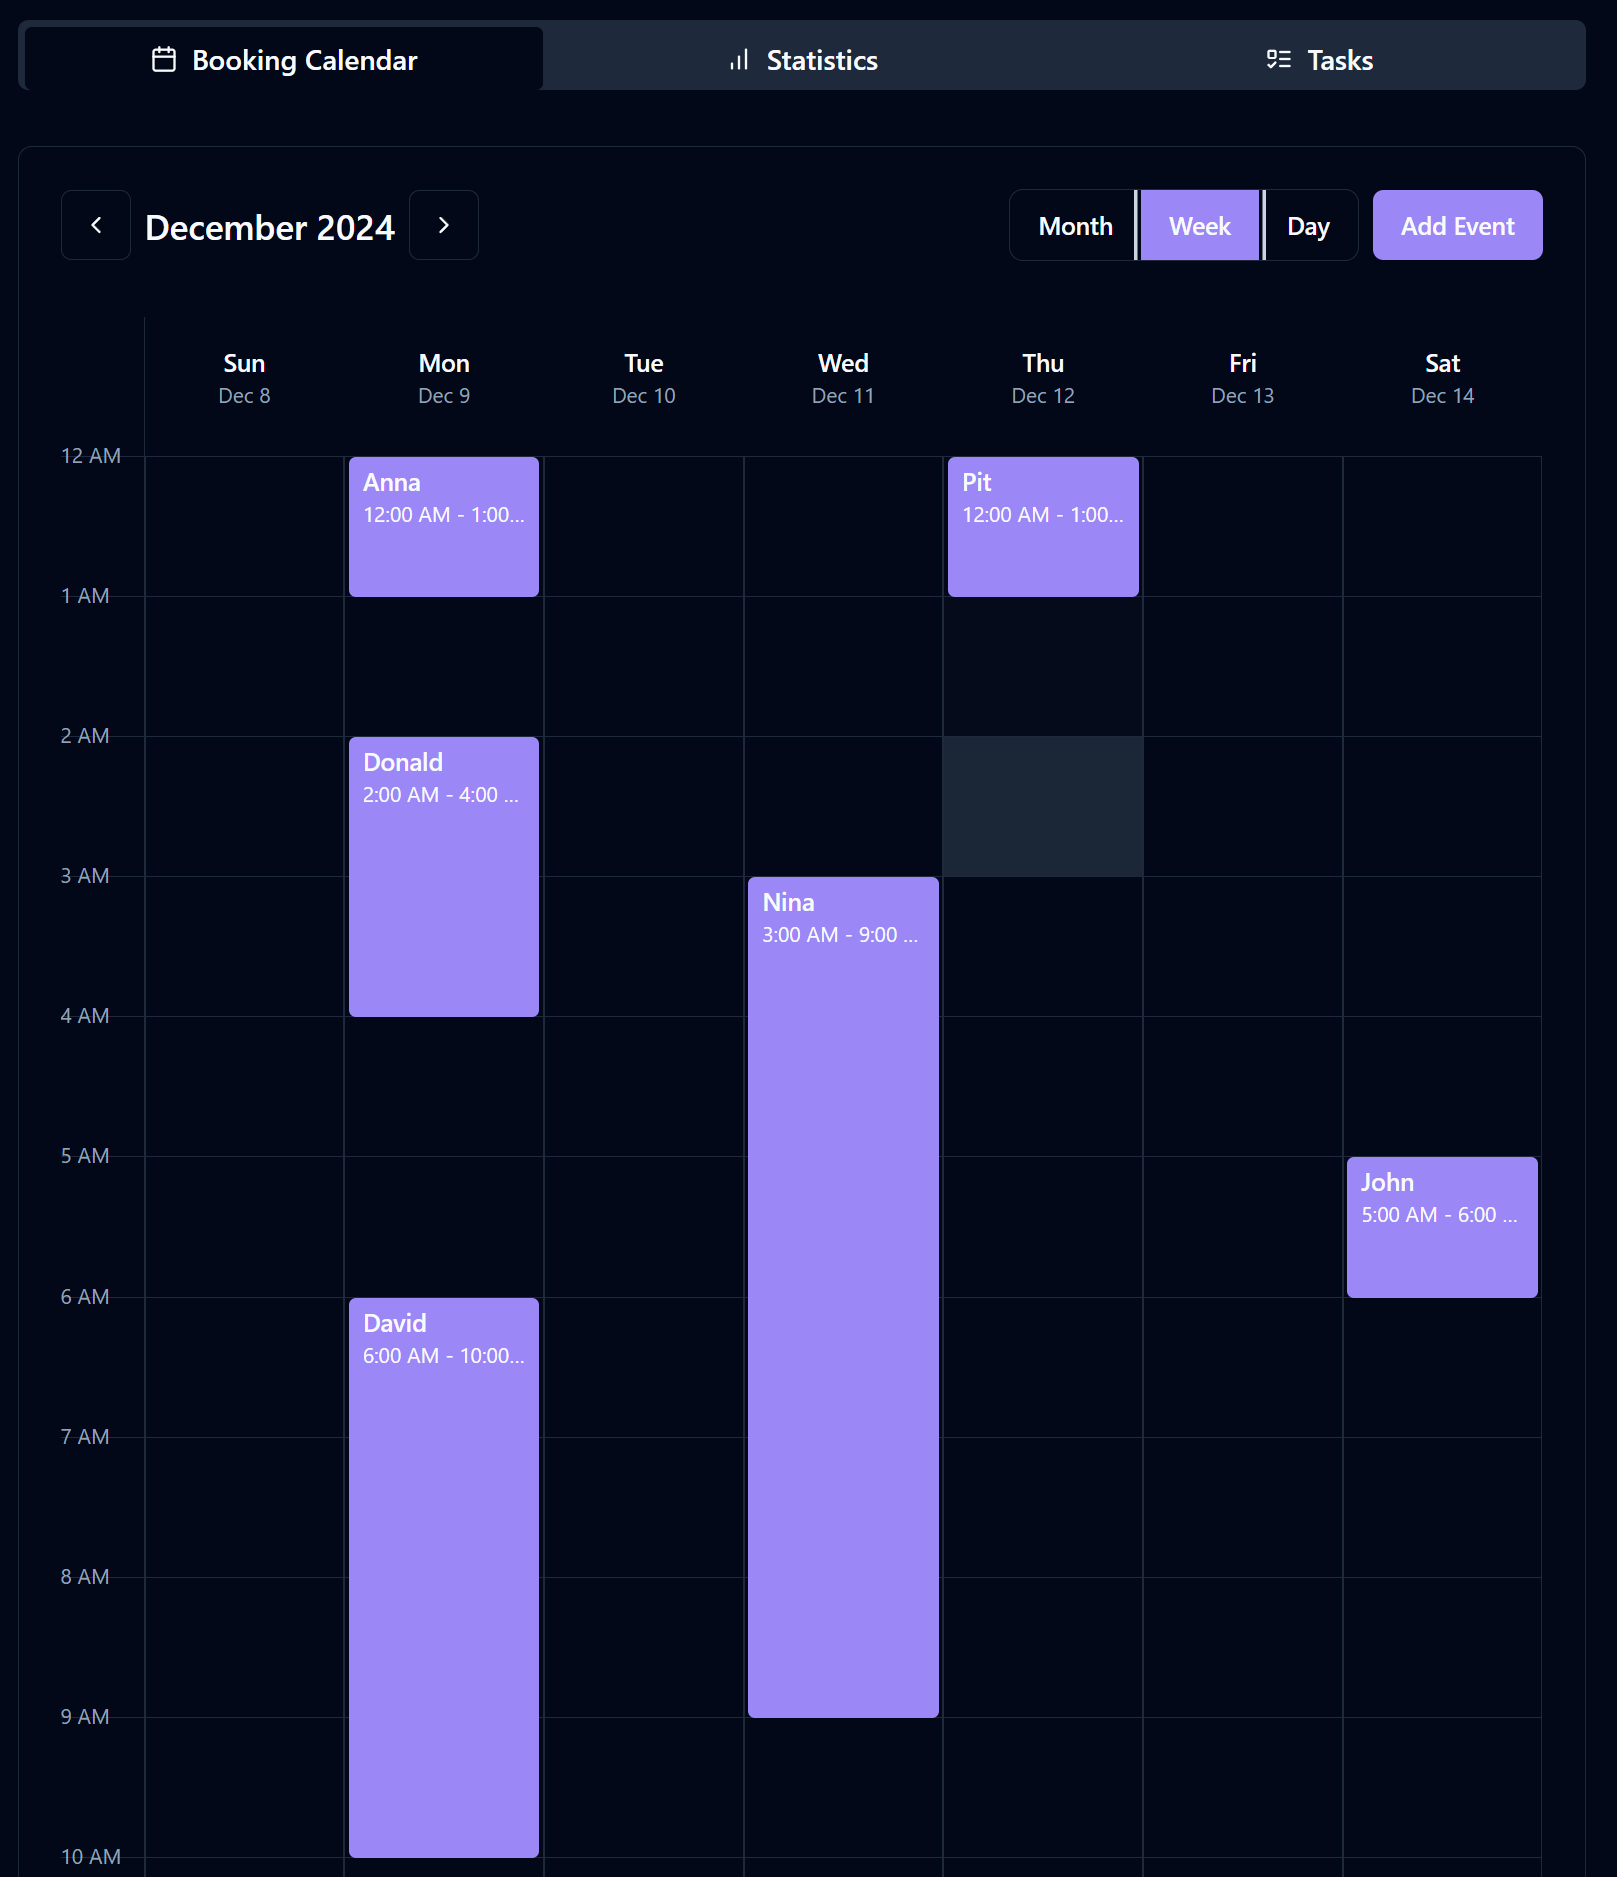 Booking Calendar
Statistics
Tasks
December 2024
Month
Week
Day
Add Event
Sun
Mon
Tue
Wed
Thu
Fri
Sat
Dec 8
Dec 9
Dec 10
Dec 11
Dec 12
Dec 13
Dec 14
12 AM
Anna
12:00 AM - 1:00...
Pit
12:00 AM - 1:00...
1 AM
2 AM
Donald
2:00 AM - 4:00 ...
3 AM
Nina
3:00 AM - 9:00 ...
4 AM
5 AM
John
5:00 AM - 6:00 ...
6 AM
David
6:00 AM - 10:00...
7 AM
8 AM
9 AM
10 AM